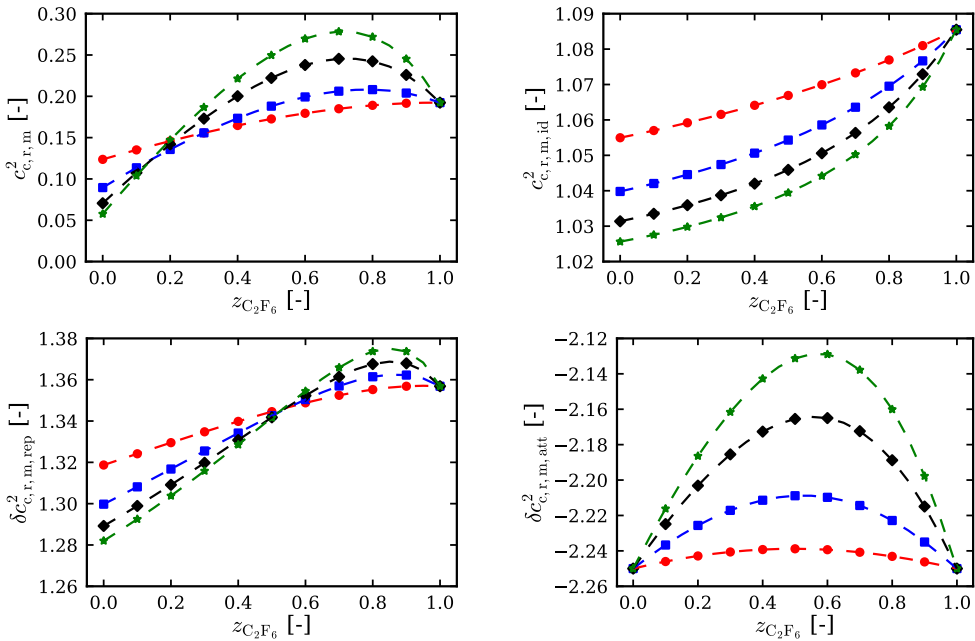 0.30
0.25
0.20
0.15
0.10
0.05
0.00
c²c,r,m [-]
0.0 0.2 0.4 0.6 0.8 1.0
zC₂F₆ [-]
1.09
1.08
1.07
1.06
1.05
1.04
1.03
1.02
c²c,r,m,id [-]
0.0 0.2 0.4 0.6 0.8 1.0
zC₂F₆ [-]
1.38
1.36
1.34
1.32
1.30
1.28
1.26
δc²c,r,m,rep [-]
0.0 0.2 0.4 0.6 0.8 1.0
zC₂F₆ [-]
−2.12
−2.14
−2.16
−2.18
−2.20
−2.22
−2.24
−2.26
δc²c,r,m,att [-]
0.0 0.2 0.4 0.6 0.8 1.0
zC₂F₆ [-]